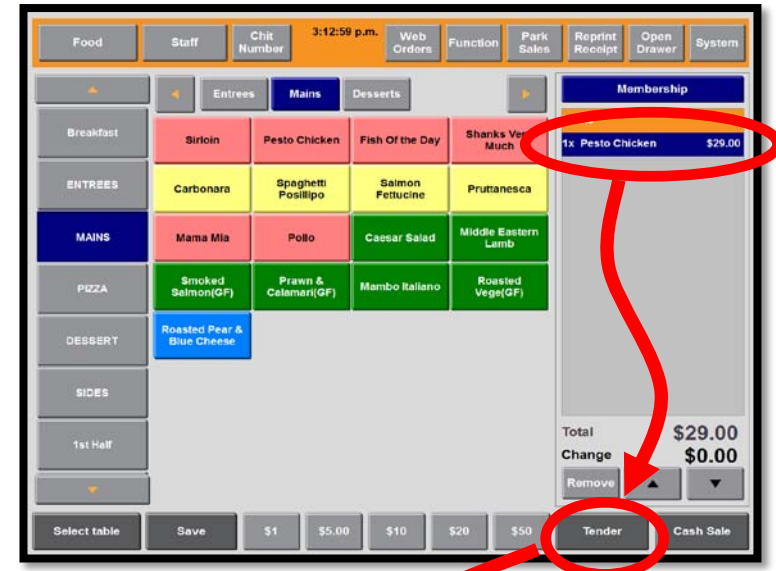 Food
Staff
Chit
Number
3:12:59 p.m.
Web
Orders
Function
Park
Sales
Reprint
Receipt
Open
Drawer
System
Entrees
Mains
Desserts
Membership
Breakfast
ENTREES
MAINS
PIZZA
DESSERT
SIDES
1st Half
Sirloin
Pesto Chicken
Fish Of the Day
Shanks
Much
Carbonara
Spaghetti
Posillipo
Salmon
Fettucine
Pruttanesca
Mama Mia
Pollo
Caesar Salad
Middle Eastern
Lamb
Smoked
Salmon(GF)
Prawn &
Calamari(GF)
Mambo Italiano
Roasted
Vege(GF)
Roasted Pear &
Blue Cheese
1x Pesto Chicken $29.00
Total $29.00
Change $0.00
Remove
Select table
Save
$1
$5.00
$10
$20
$50
Tender
Cash Sale